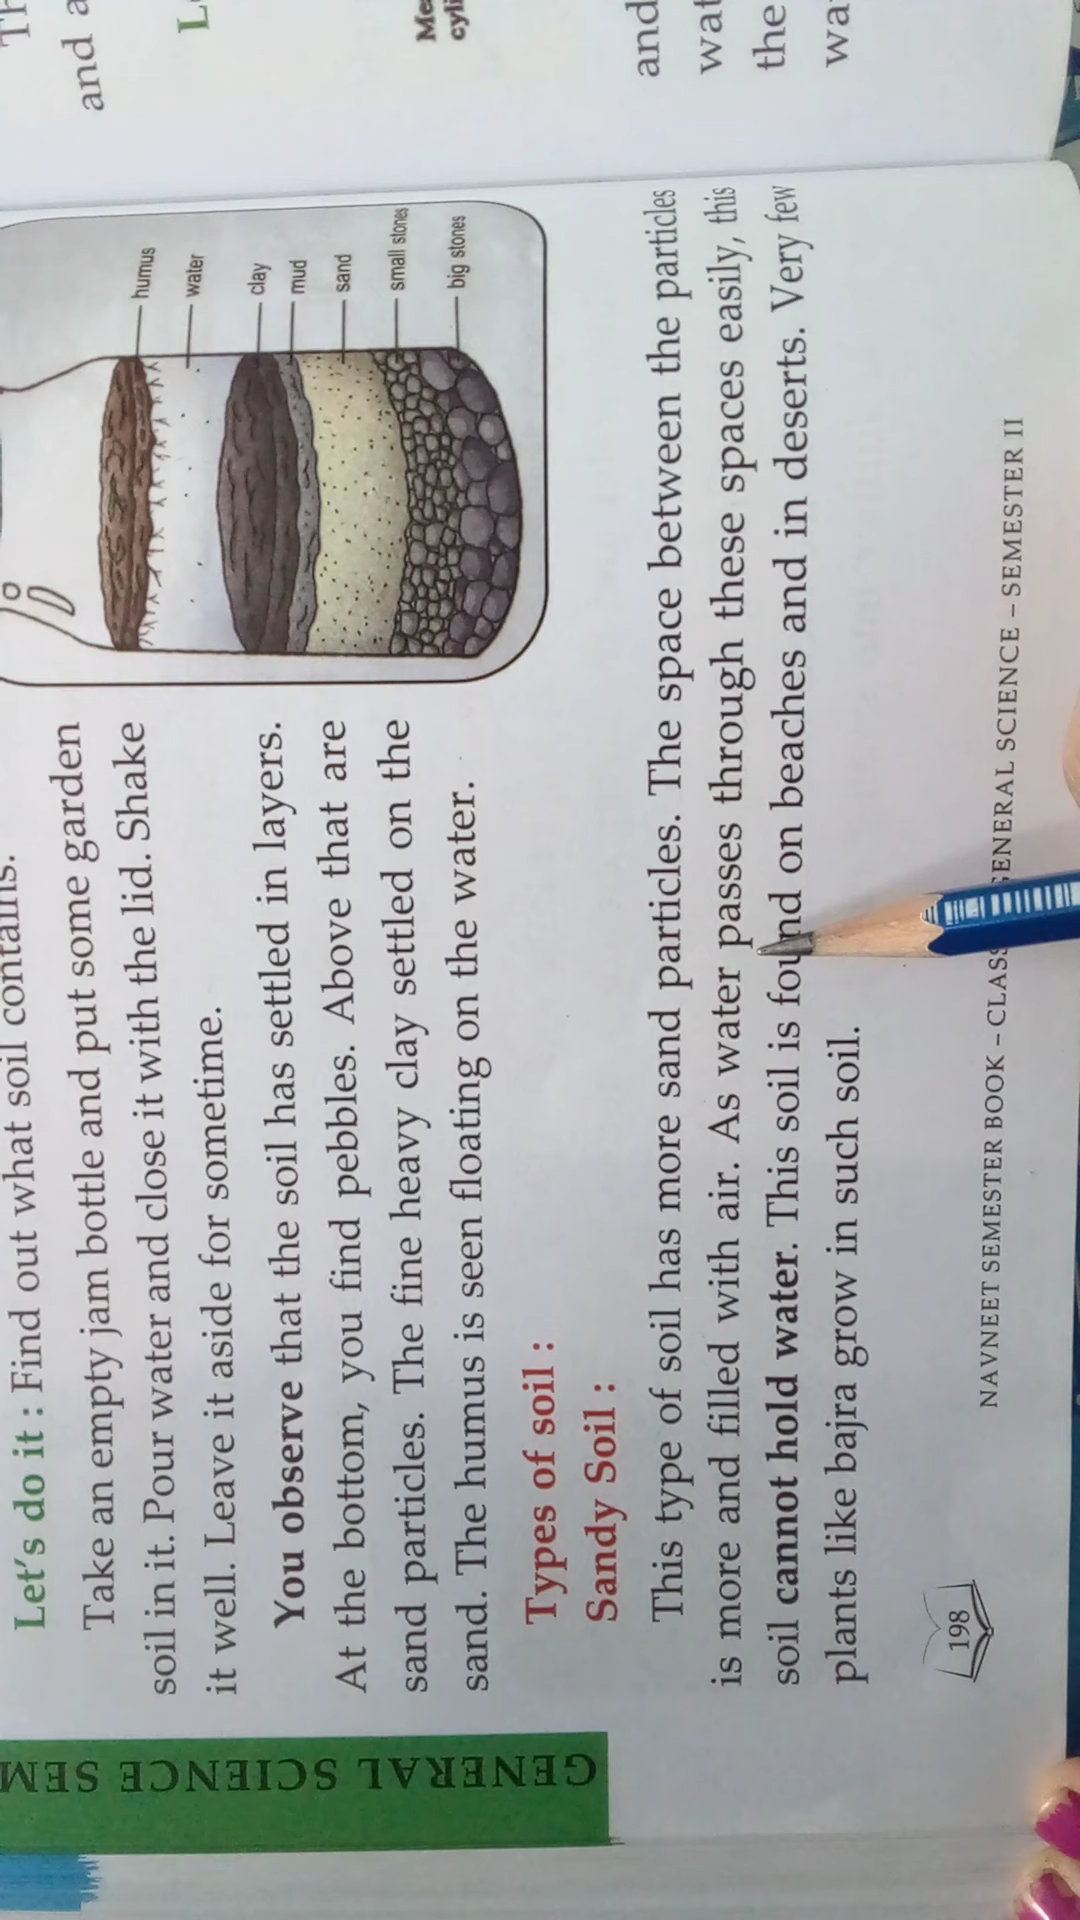 Let's do it : Find out what soil contains.
Take an empty jam bottle and put some garden
soil in it. Pour water and close it with the lid. Shake
it well. Leave it aside for sometime.
You observe that the soil has settled in layers.
At the bottom, you find pebbles. Above that are
sand particles. The fine heavy clay settled on the
sand. The humus is seen floating on the water.
humus
water
clay
mud
sand
small stones
big stones
Types of soil :
Sandy Soil :
This type of soil has more sand particles. The space between the particles
is more and filled with air. As water passes through these spaces easily, this
soil cannot hold water. This soil is found on beaches and in deserts. Very few
plants like bajra grow in such soil.
198
NAVNEET SEMESTER BOOK – CLASS GENERAL SCIENCE – SEMESTER II
GENERAL SCIENCE SEM
and
the